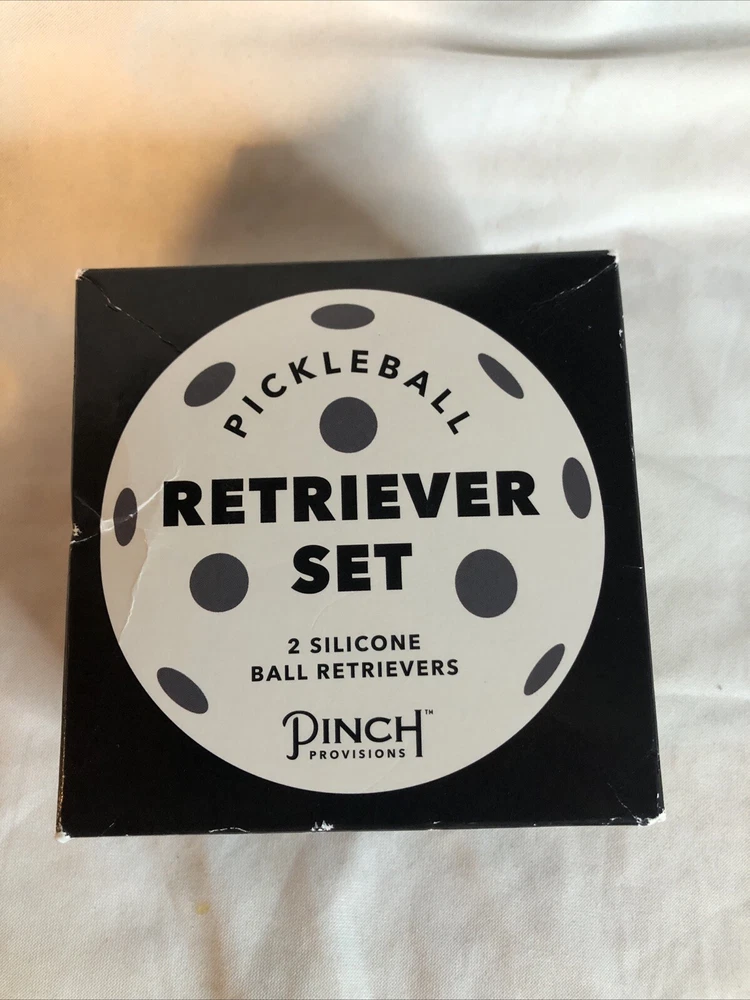 PICKLEBALL
RETRIEVER
SET
2 SILICONE
BALL RETRIEVERS
PINCH™
PROVISIONS